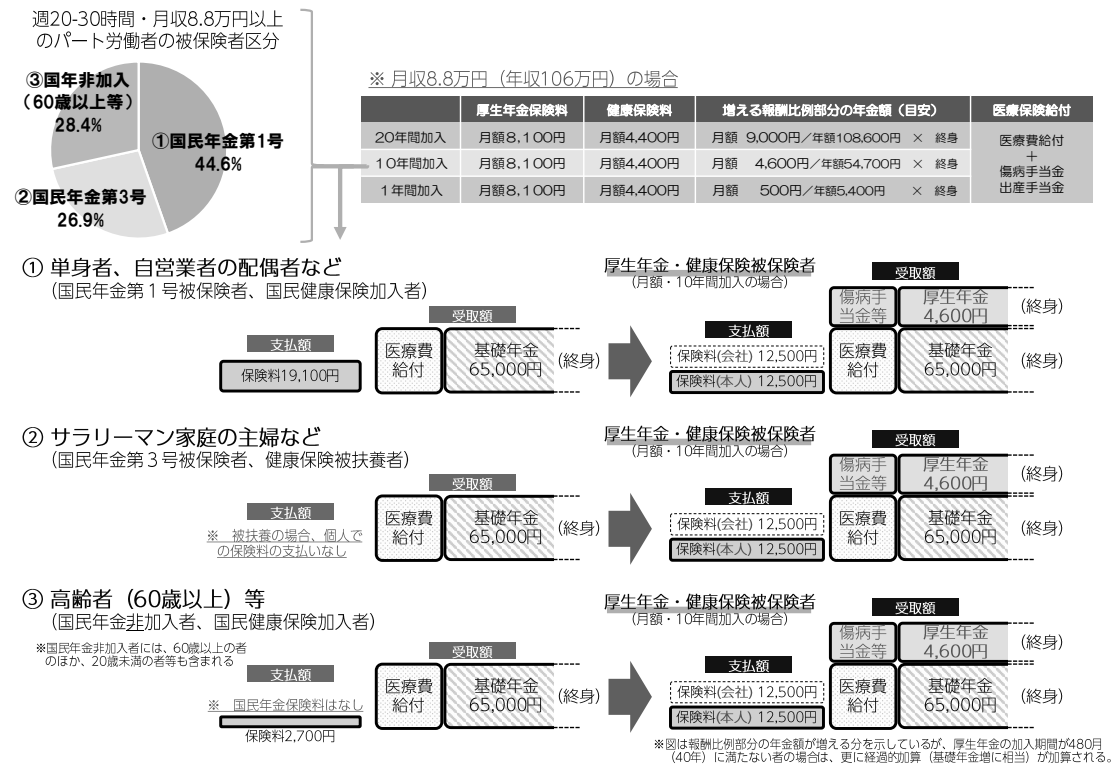 週20-30時間・月収8.8万円以上
のパート労働者の被保険者区分
③国年非加入
（60歳以上等）
28.4%
①国民年金第1号
44.6%
②国民年金第3号
26.9%
※ 月収8.8万円（年収106万円）の場合
厚生年金保険料 健康保険料 増える報酬比例部分の年金額（目安） 医療保険給付
20年間加入 月額8,100円 月額4,400円 月額 9,000円／年額108,600円 × 終身
10年間加入 月額8,100円 月額4,400円 月額 4,600円／年額54,700円 × 終身
1年間加入 月額8,100円 月額4,400円 月額 500円／年額5,400円 × 終身
医療費給付
＋
傷病手当金
出産手当金
① 単身者、自営業者の配偶者など
（国民年金第１号被保険者、国民健康保険加入者）
支払額
保険料19,100円
受取額
医療費
給付
基礎年金
65,000円
（終身）
厚生年金・健康保険被保険者
（月額・10年間加入の場合）
支払額
保険料(会社) 12,500円
保険料(本人) 12,500円
受取額
傷病手
当金等
厚生年金
4,600円
（終身）
医療費
給付
基礎年金
65,000円
（終身）
② サラリーマン家庭の主婦など
（国民年金第３号被保険者、健康保険被扶養者）
支払額
※　被扶養の場合、個人で
の保険料の支払いなし
受取額
医療費
給付
基礎年金
65,000円
（終身）
厚生年金・健康保険被保険者
（月額・10年間加入の場合）
支払額
保険料(会社) 12,500円
保険料(本人) 12,500円
受取額
傷病手
当金等
厚生年金
4,600円
（終身）
医療費
給付
基礎年金
65,000円
（終身）
③ 高齢者（60歳以上）等
（国民年金非加入者、国民健康保険加入者）
※国民年金非加入者には、60歳以上の者
のほか、20歳未満の者等も含まれる
支払額
※　国民年金保険料はなし
保険料2,700円
受取額
医療費
給付
基礎年金
65,000円
（終身）
厚生年金・健康保険被保険者
（月額・10年間加入の場合）
支払額
保険料(会社) 12,500円
保険料(本人) 12,500円
受取額
傷病手
当金等
厚生年金
4,600円
（終身）
医療費
給付
基礎年金
65,000円
（終身）
※図は報酬比例部分の年金額が増える分を示しているが、厚生年金の加入期間が480月
（40年）に満たない者の場合は、更に経過的加算（基礎年金増に相当）が加算される。